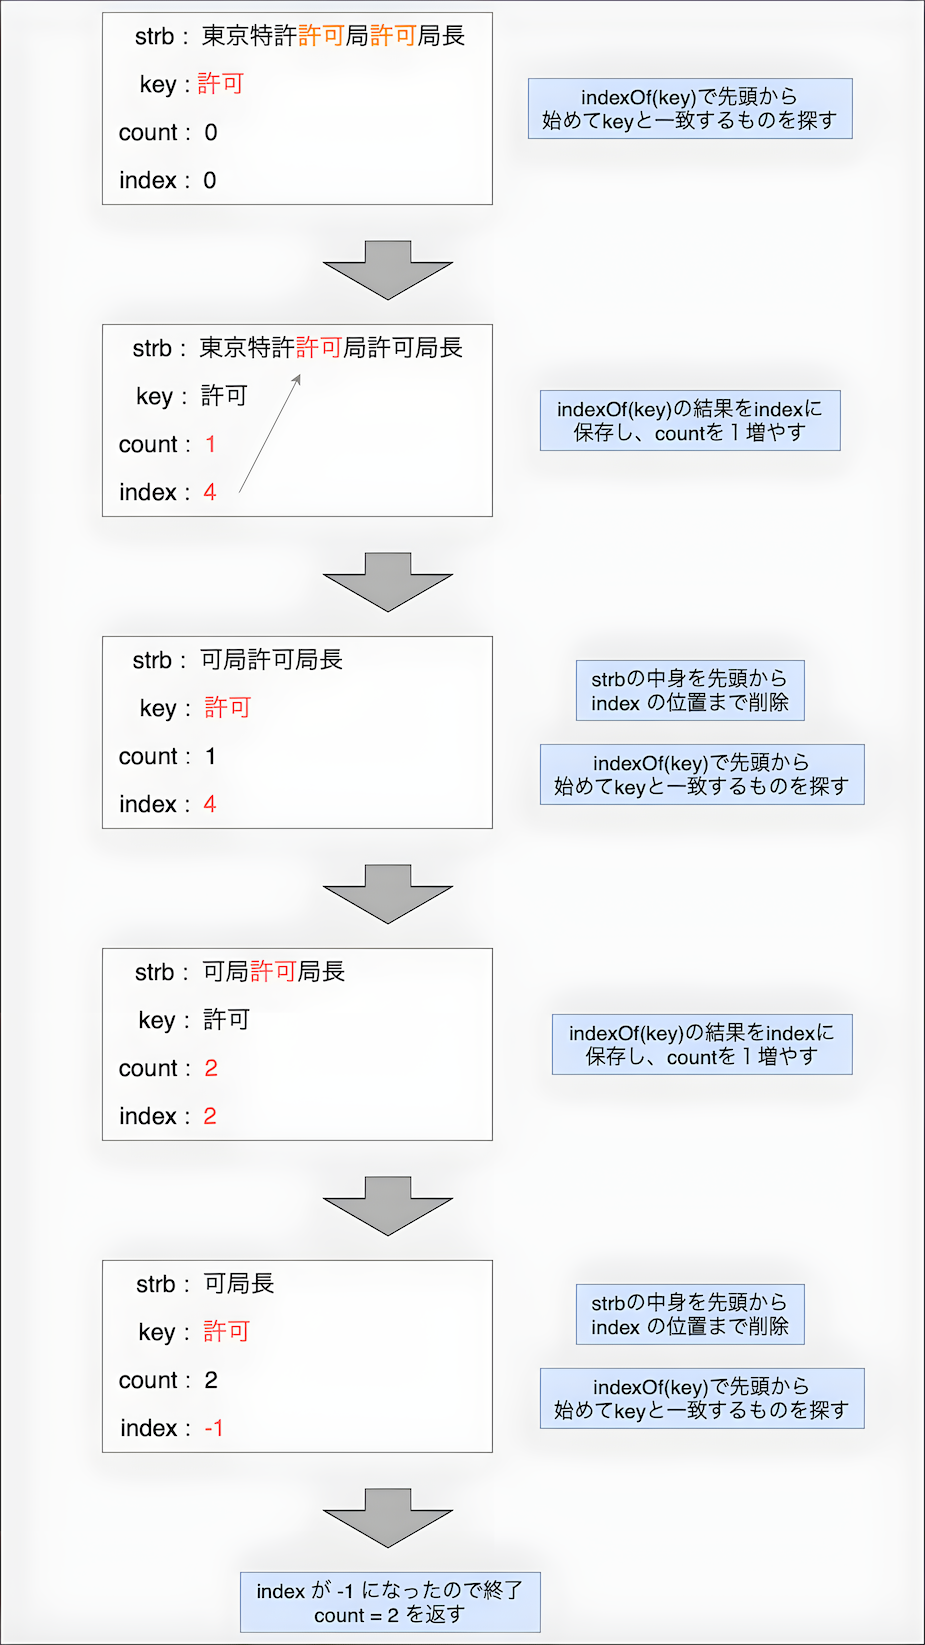 strb : 東京特許許可局許可局長
key : 許可
count : 0
index : 0
indexOf(key)で先頭から
始めてkeyと一致するものを探す
strb : 東京特許許可局許可局長
key : 許可
count : 1
index : 4
indexOf(key)の結果をindexに
保存し、countを１増やす
strb : 可局許可局長
key : 許可
count : 1
index : 4
strbの中身を先頭から
index の位置まで削除
indexOf(key)で先頭から
始めてkeyと一致するものを探す
strb : 可局許可局長
key : 許可
count : 2
index : 2
indexOf(key)の結果をindexに
保存し、countを１増やす
strb : 可局長
key : 許可
count : 2
index : -1
strbの中身を先頭から
index の位置まで削除
indexOf(key)で先頭から
始めてkeyと一致するものを探す
index が -1 になったので終了
count = 2 を返す